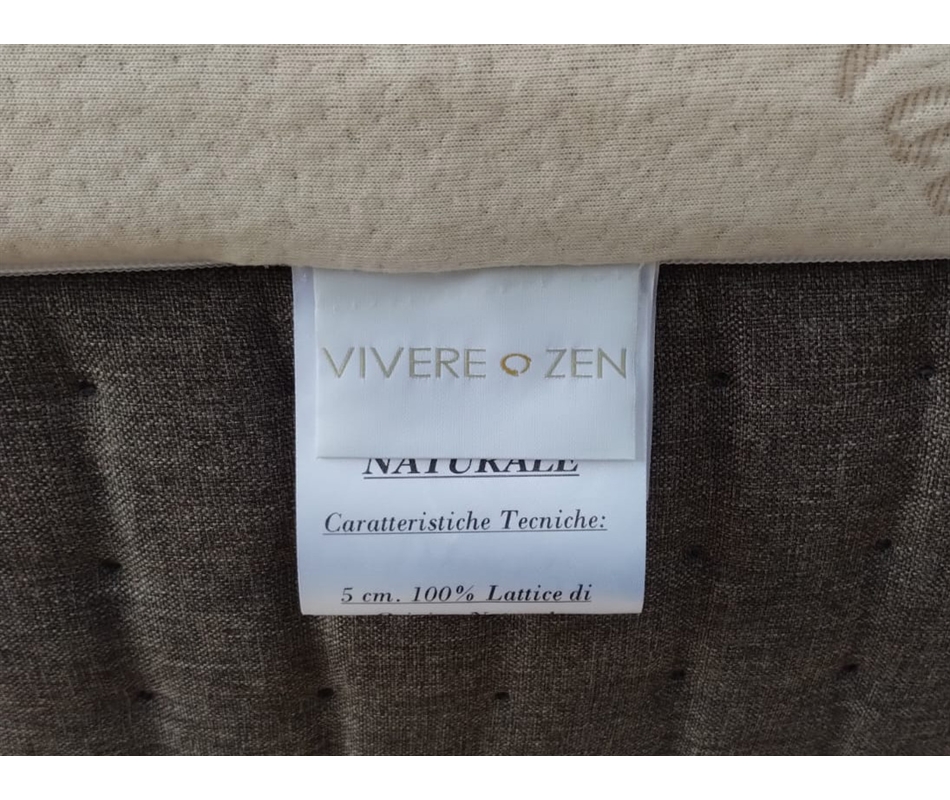 VIVERE ZEN
NATURALE
Caratteristiche Tecniche:
5 cm. 100% Lattice di